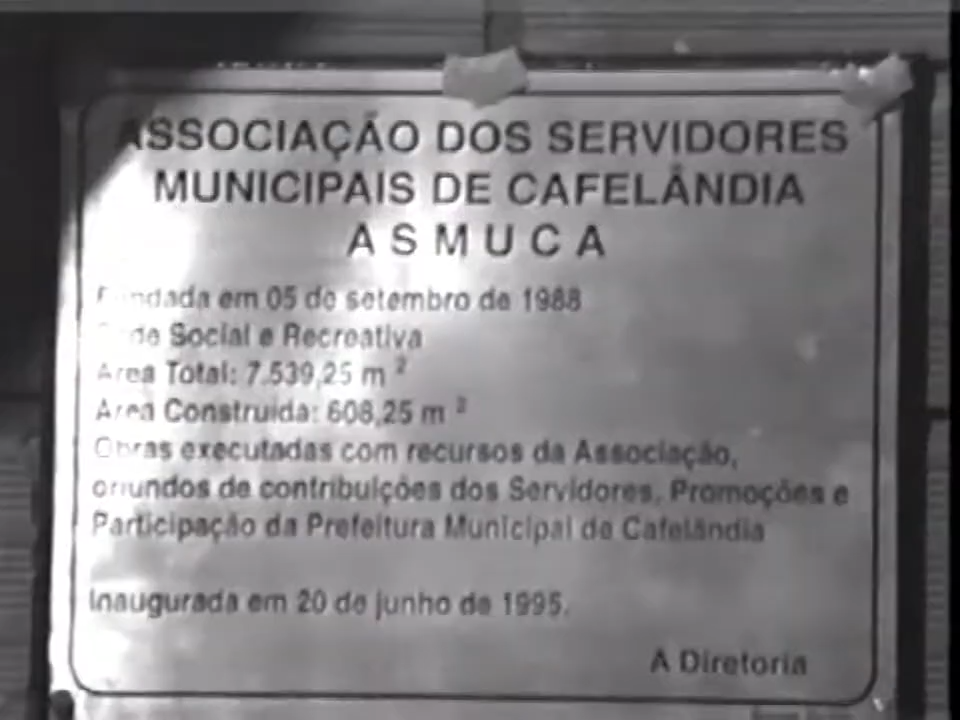 ASSOCIAÇÃO DOS SERVIDORES
MUNICIPAIS DE CAFELÂNDIA
A S M U C A
Fundada em 05 de setembro de 1988
Sede Social e Recreativa
Area Total: 7.539,25 m ²
Area Construida: 608,25 m ²
Obras executadas com recursos da Associação,
oriundos de contribuições dos Servidores, Promoções e
Participação da Prefeitura Municipal de Cafelândia
Inaugurada em 20 de junho de 1995.
A Diretoria